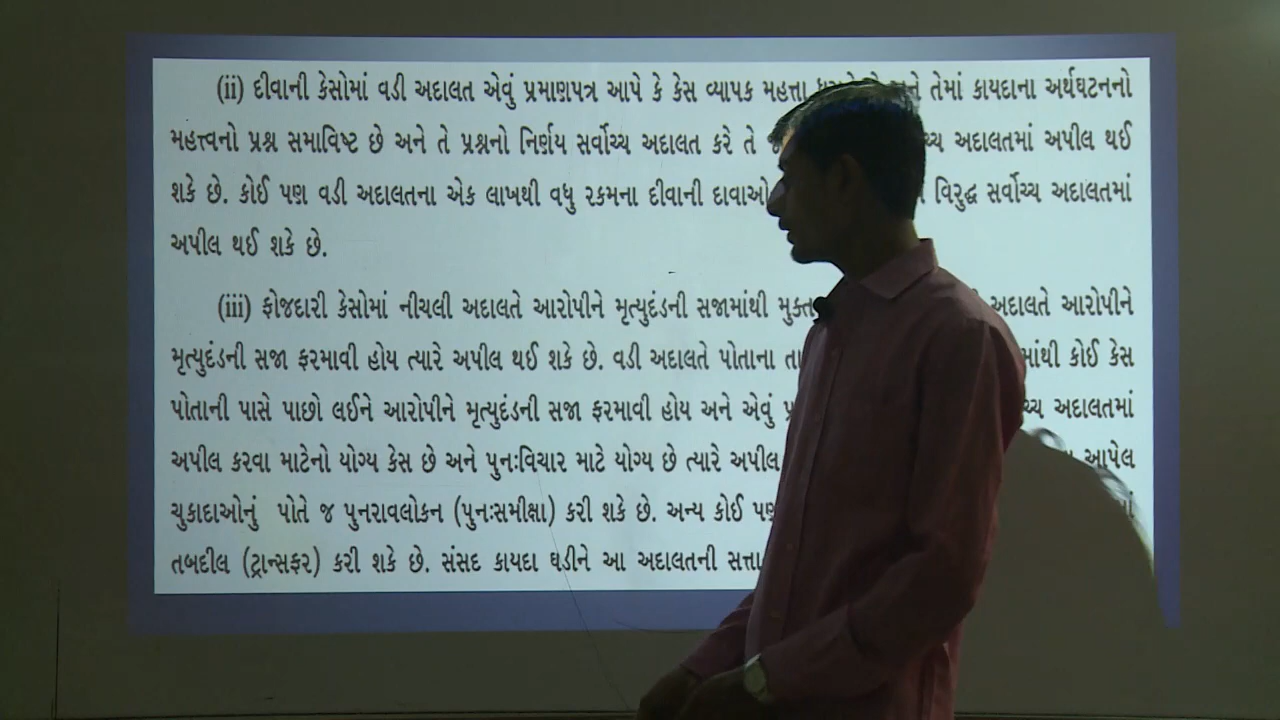 (ii) દીવાની કેસોમાં વડી અદાલત એવું પ્રમાણપત્ર આપે કે કેસ વ્યાપક મહત્તા અને તેમાં કાયદાના અર્થઘટનનો
મહત્ત્વનો પ્રશ્ન સમાવિષ્ટ છે અને તે પ્રશ્નનો નિર્ણય સર્વોચ્ચ અદાલત કરે તે અદાલતમાં અપીલ થઈ
શકે છે. કોઈ પણ વડી અદાલતના એક લાખથી વધુ રકમના દીવાની દાવાઓ વિરુદ્ધ સર્વોચ્ચ અદાલતમાં
અપીલ થઈ શકે છે.
(iii) ફોજદારી કેસોમાં નીચલી અદાલતે આરોપીને મૃત્યુદંડની સજામાંથી મુક્ત અદાલતે આરોપીને
મૃત્યુદંડની સજા ફરમાવી હોય ત્યારે અપીલ થઈ શકે છે. વડી અદાલતે પોતાના કોઈ કેસ
પોતાની પાસે પાછો લઈને આરોપીને મૃત્યુદંડની સજા ફરમાવી હોય અને એવું અદાલતમાં
અપીલ કરવા માટેનો યોગ્ય કેસ છે અને પુનઃવિચાર માટે યોગ્ય છે ત્યારે અપીલ આપેલ
ચુકાદાઓનું પોતે જ પુનરાવલોકન (પુનઃસમીક્ષા) કરી શકે છે. અન્ય કોઈ પણ
તબદીલ (ટ્રાન્સફર) કરી શકે છે. સંસદ કાયદા ઘડીને આ અદાલતની સત્તા